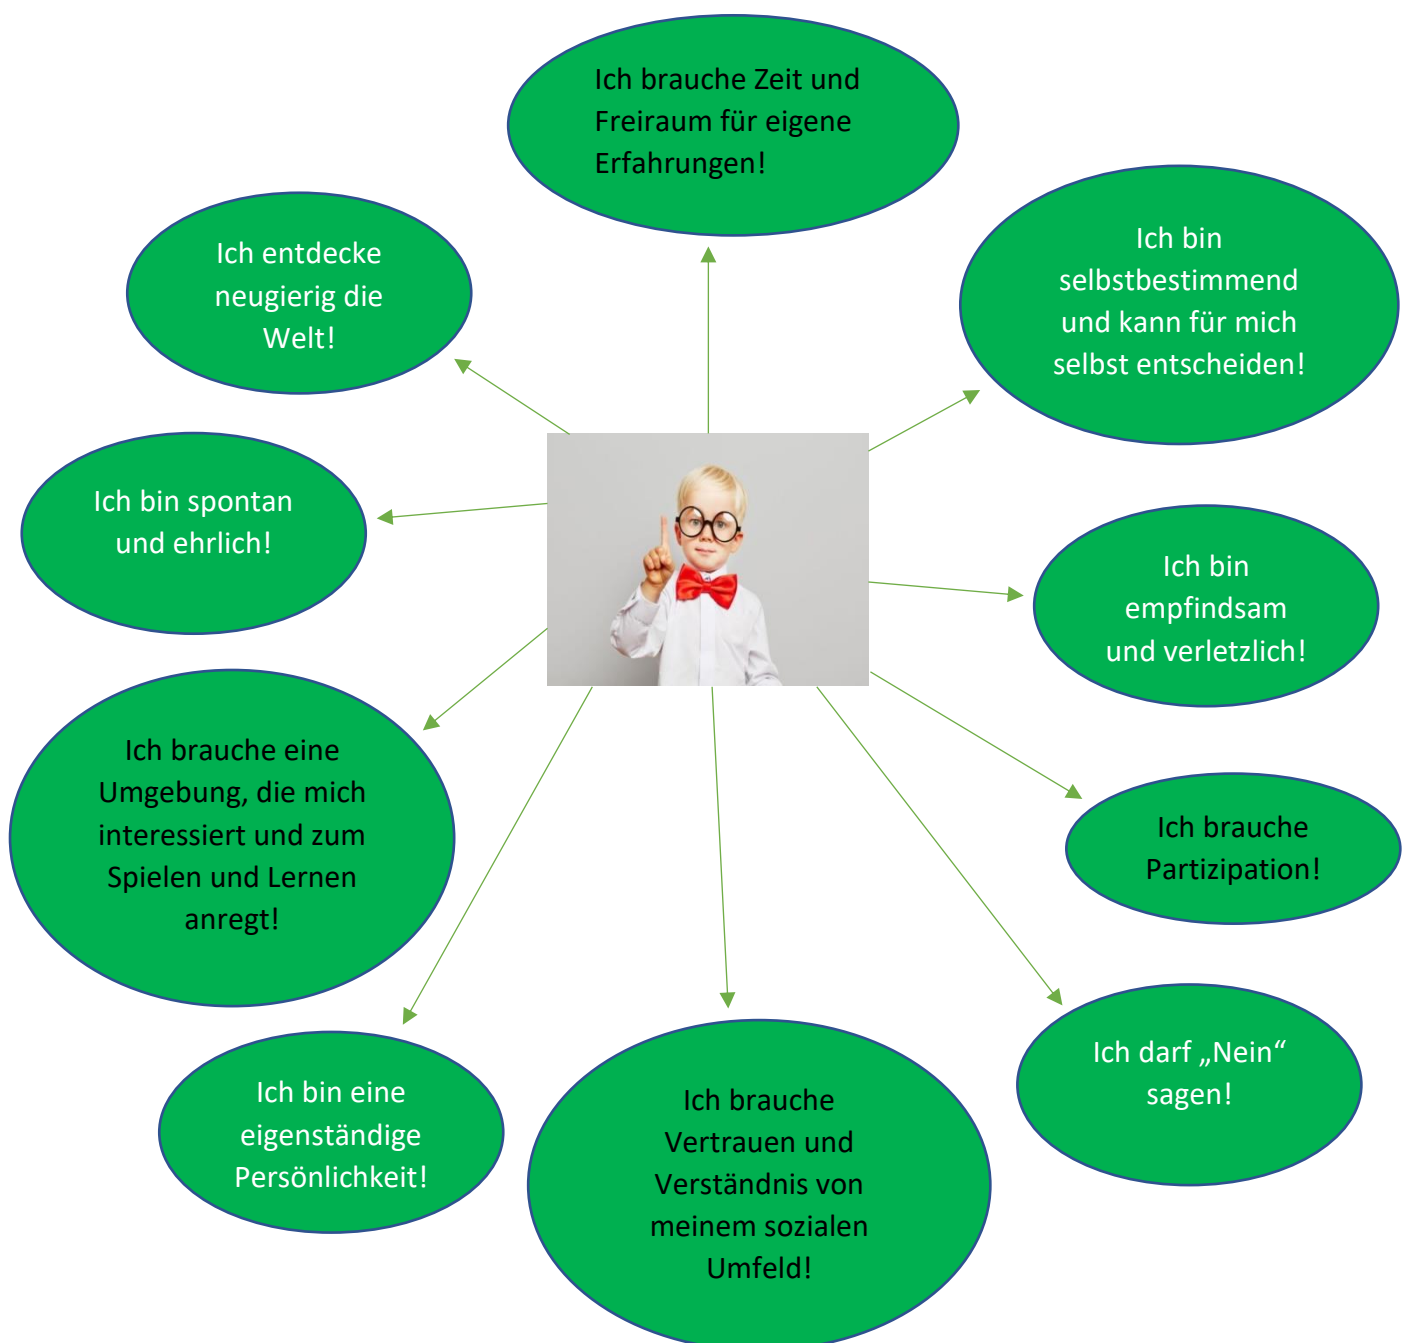 Ich brauche Zeit und
Freiraum für eigene
Erfahrungen!
Ich entdecke
neugierig die
Welt!
Ich bin
selbstbestimmend
und kann für mich
selbst entscheiden!
Ich bin spontan
und ehrlich!
Ich bin
empfindsam
und verletzlich!
Ich brauche eine
Umgebung, die mich
interessiert und zum
Spielen und Lernen
anregt!
Ich brauche
Partizipation!
Ich bin eine
eigenständige
Persönlichkeit!
Ich brauche
Vertrauen und
Verständnis von
meinem sozialen
Umfeld!
Ich darf „Nein“
sagen!